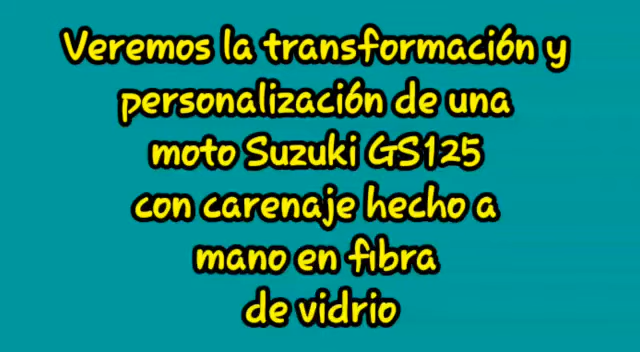 Veremos la transformación y
personalización de una
moto Suzuki GS125
con carenaje hecho a
mano en fibra
de vidrio